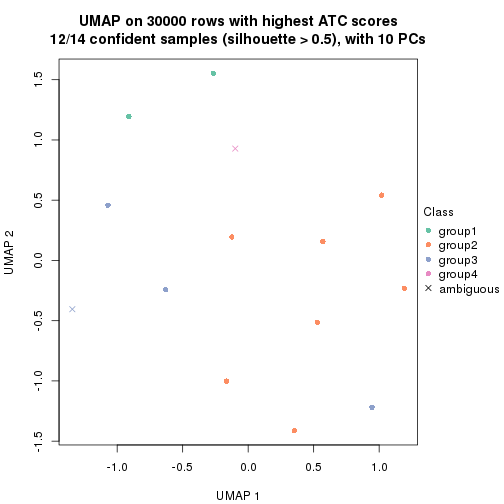 UMAP on 30000 rows with highest ATC scores
12/14 confident samples (silhouette > 0.5), with 10 PCs
1.5
1.0
0.5
0.0
-0.5
-1.0
-1.5
UMAP 2
-1.0
-0.5
0.0
0.5
1.0
UMAP 1
Class
group1
group2
group3
group4
ambiguous